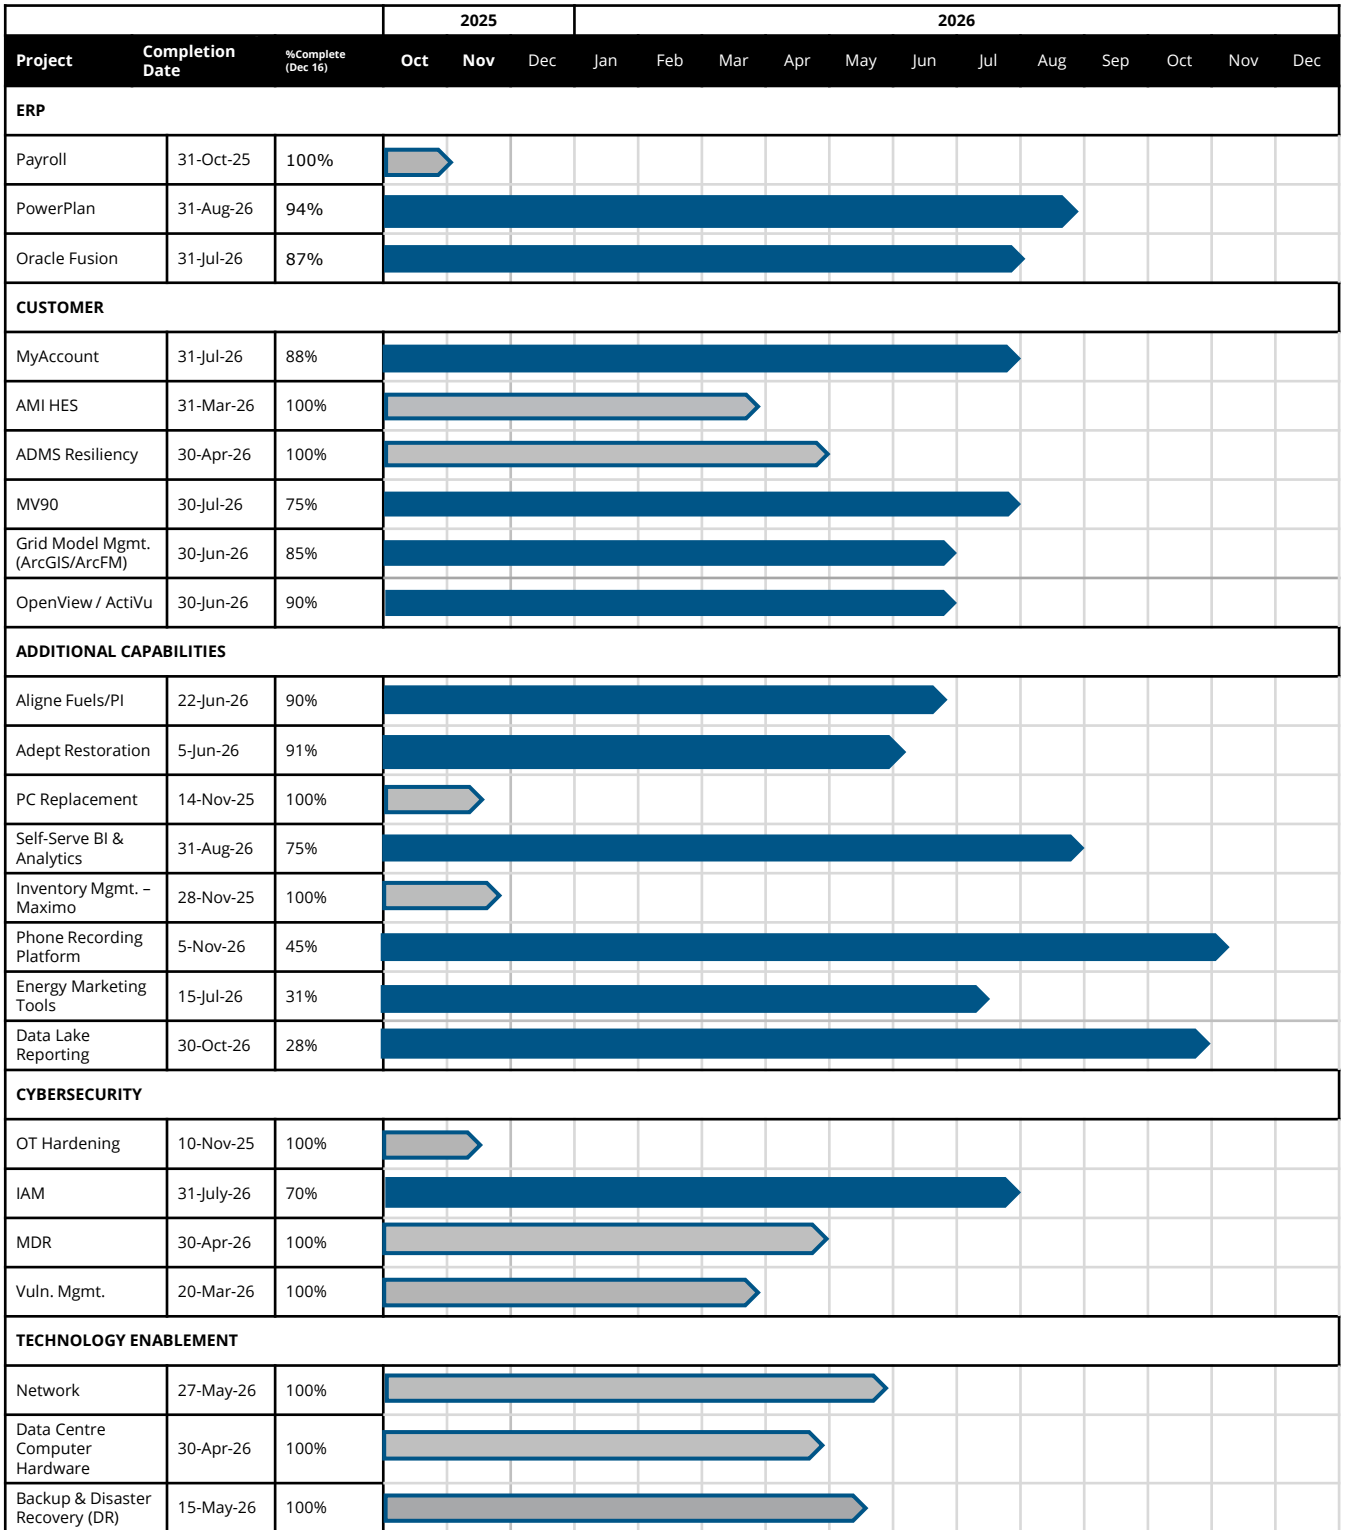 2025 2026
Project Completion Date %Complete (Dec 16) Oct Nov Dec Jan Feb Mar Apr May Jun Jul Aug Sep Oct Nov Dec
ERP
Payroll 31-Oct-25 100%
PowerPlan 31-Aug-26 94%
Oracle Fusion 31-Jul-26 87%
CUSTOMER
MyAccount 31-Jul-26 88%
AMI HES 31-Mar-26 100%
ADMS Resiliency 30-Apr-26 100%
MV90 30-Jul-26 75%
Grid Model Mgmt.
(ArcGIS/ArcFM) 30-Jun-26 85%
OpenView / ActiVu 30-Jun-26 90%
ADDITIONAL CAPABILITIES
Aligne Fuels/PI 22-Jun-26 90%
Adept Restoration 5-Jun-26 91%
PC Replacement 14-Nov-25 100%
Self-Serve BI &
Analytics 31-Aug-26 75%
Inventory Mgmt. –
Maximo 28-Nov-25 100%
Phone Recording
Platform 5-Nov-26 45%
Energy Marketing
Tools 15-Jul-26 31%
Data Lake
Reporting 30-Oct-26 28%
CYBERSECURITY
OT Hardening 10-Nov-25 100%
IAM 31-July-26 70%
MDR 30-Apr-26 100%
Vuln. Mgmt. 20-Mar-26 100%
TECHNOLOGY ENABLEMENT
Network 27-May-26 100%
Data Centre
Computer
Hardware 30-Apr-26 100%
Backup & Disaster
Recovery (DR) 15-May-26 100%